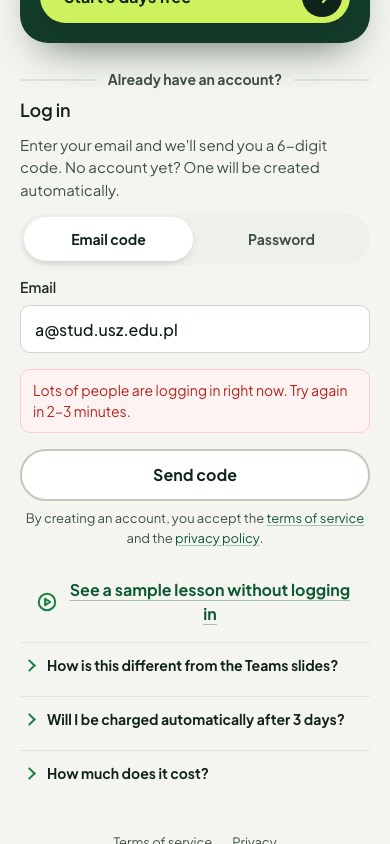 Start 3 days free
Already have an account?
Log in
Enter your email and we'll send you a 6-digit
code. No account yet? One will be created
automatically.
Email code
Password
Email
a@stud.usz.edu.pl
Lots of people are logging in right now. Try again
in 2–3 minutes.
Send code
By creating an account, you accept the terms of service
and the privacy policy.
See a sample lesson without logging
in
How is this different from the Teams slides?
Will I be charged automatically after 3 days?
How much does it cost?
Terms of service
Privacy